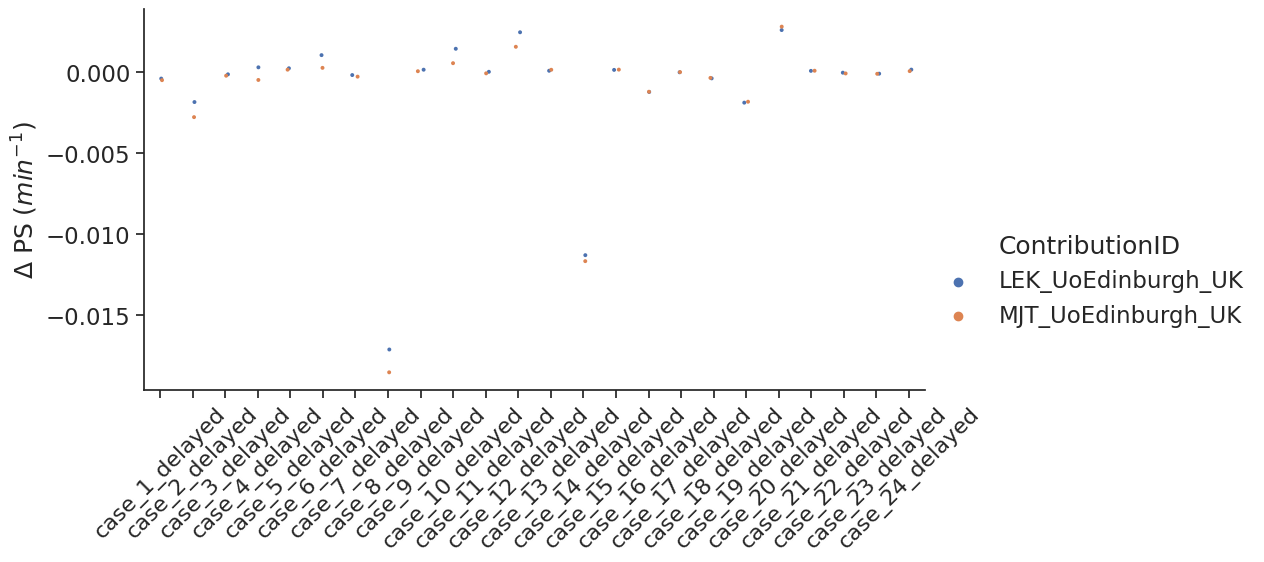 0.000
−0.005
−0.010
−0.015
Δ PS (min⁻¹)
case_1_delayed
case_2_delayed
case_3_delayed
case_4_delayed
case_5_delayed
case_6_delayed
case_7_delayed
case_8_delayed
case_9_delayed
case_10_delayed
case_11_delayed
case_12_delayed
case_13_delayed
case_14_delayed
case_15_delayed
case_16_delayed
case_17_delayed
case_18_delayed
case_19_delayed
case_20_delayed
case_21_delayed
case_22_delayed
case_23_delayed
case_24_delayed
ContributionID
LEK_UoEdinburgh_UK
MJT_UoEdinburgh_UK